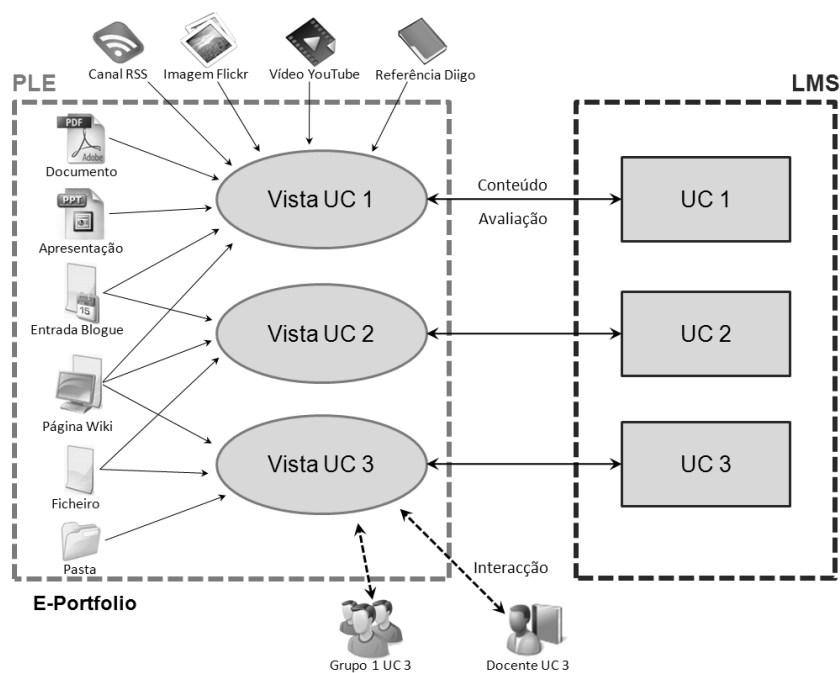 Canal RSS
Imagem Flickr
Vídeo YouTube
Referência Diigo
PLE
LMS
PDF
Adobe
Documento
PPT
Apresentação
15
Entrada Blogue
Página Wiki
Ficheiro
Pasta
Vista UC 1
Vista UC 2
Vista UC 3
Conteúdo
Avaliação
UC 1
UC 2
UC 3
Interacção
E-Portfolio
Grupo 1 UC 3
Docente UC 3